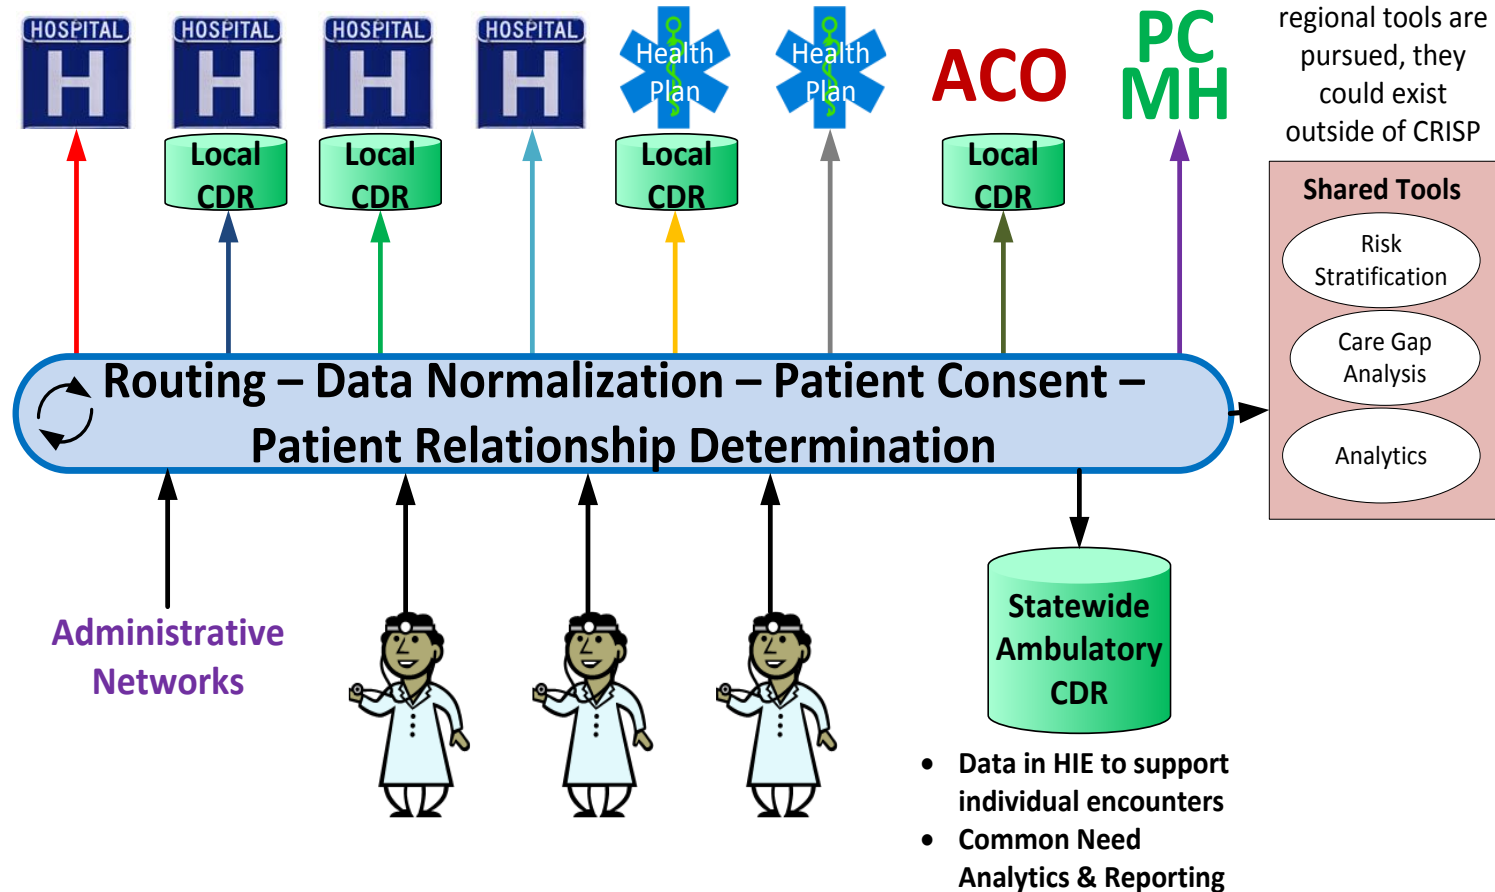 HOSPITAL
H
HOSPITAL
H
HOSPITAL
H
HOSPITAL
H
Health
Plan
Health
Plan
ACO
PC
MH
regional tools are
pursued, they
could exist
outside of CRISP
Local
CDR
Local
CDR
Local
CDR
Local
CDR
Shared Tools
Risk
Stratification
Care Gap
Analysis
Analytics
Routing – Data Normalization – Patient Consent –
Patient Relationship Determination
Administrative
Networks
Statewide
Ambulatory
CDR
• Data in HIE to support
individual encounters
• Common Need
Analytics & Reporting